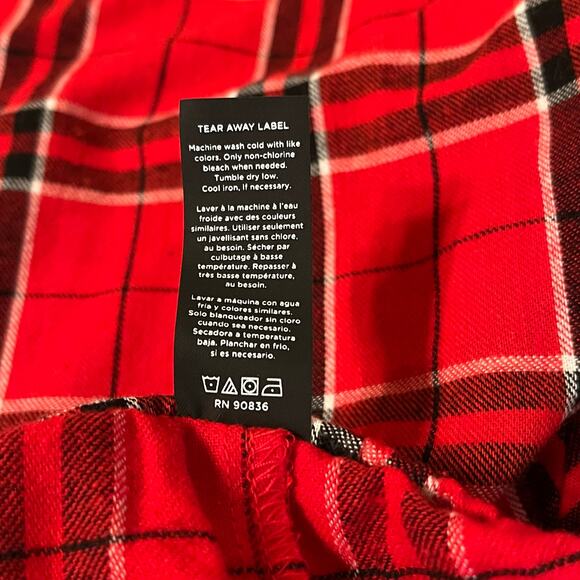 TEAR AWAY LABEL
Machine wash cold with like
colors. Only non-chlorine
bleach when needed.
Tumble dry low.
Cool iron, if necessary.
Laver à la machine à l'eau
froide avec des couleurs
similaires. Utiliser seulement
un javellisant sans chlore,
au besoin. Sécher par
culbutage à basse
température. Repasser à
très basse température,
au besoin.
Lavar a máquina con agua
fría y colores similares.
Solo blanqueador sin cloro
cuando sea necesario.
Secadora a temperatura
baja. Planchar en frío,
si es necesario.
RN 90836